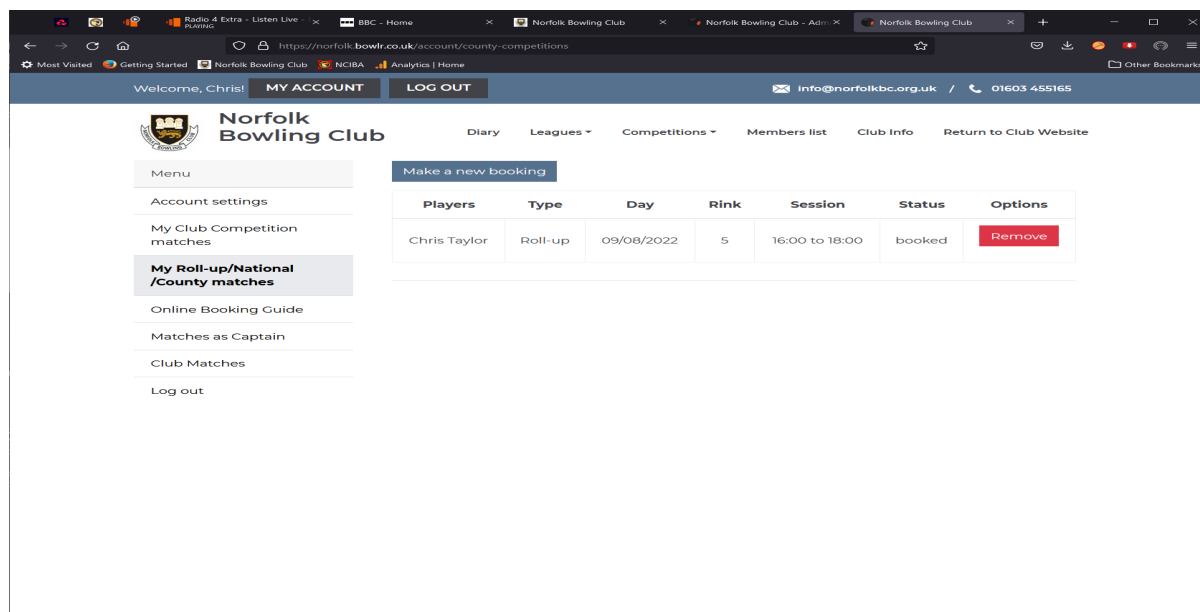 Radio 4 Extra - Listen Live -
PLAYING
BBC - Home
Norfolk Bowling Club
Norfolk Bowling Club - Adm
Norfolk Bowling Club
https://norfolk.bowlr.co.uk/account/county-competitions
Most Visited
Getting Started
Norfolk Bowling Club
NCIBA
Analytics | Home
Other Bookmarks
Welcome, Chris!
MY ACCOUNT
LOG OUT
info@norfolkbc.org.uk / 01603 455165
Norfolk
Bowling Club
Diary
Leagues
Competitions
Members list
Club Info
Return to Club Website
Menu
Account settings
My Club Competition
matches
My Roll-up/National
/County matches
Online Booking Guide
Matches as Captain
Club Matches
Log out
Make a new booking
Players Type Day Rink Session Status Options
Chris Taylor Roll-up 09/08/2022 5 16:00 to 18:00 booked Remove